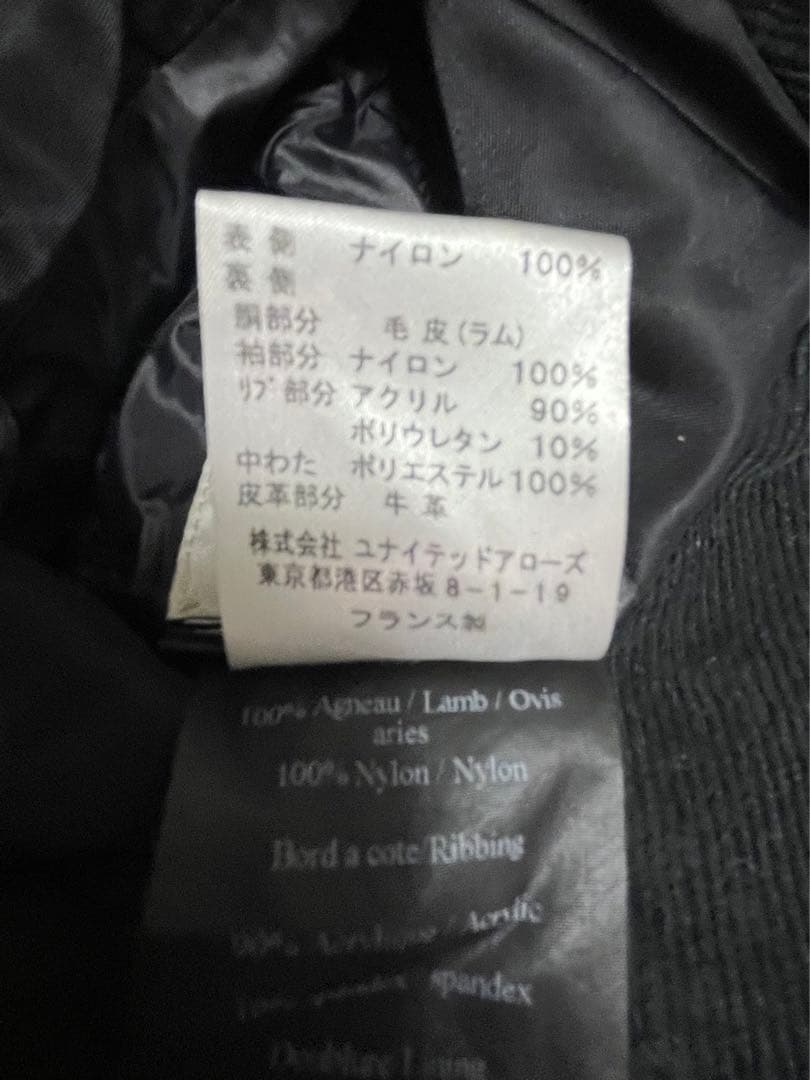 表 側 ナイロン 100%
裏 側
胴部分 毛 皮 (ラム)
袖部分 ナイロン 100%
リブ部分 アクリル 90%
ポリウレタン 10%
中わた ポリエステル 100%
皮革部分 牛 革
株式会社 ユナイテッドアローズ
東京都港区赤坂8-1-19
フランス製
100% Agneau / Lamb / Ovis
aries
100% Nylon / Nylon
Bord a cote/Ribbing
90% Acrylique / Acrylic
spandex